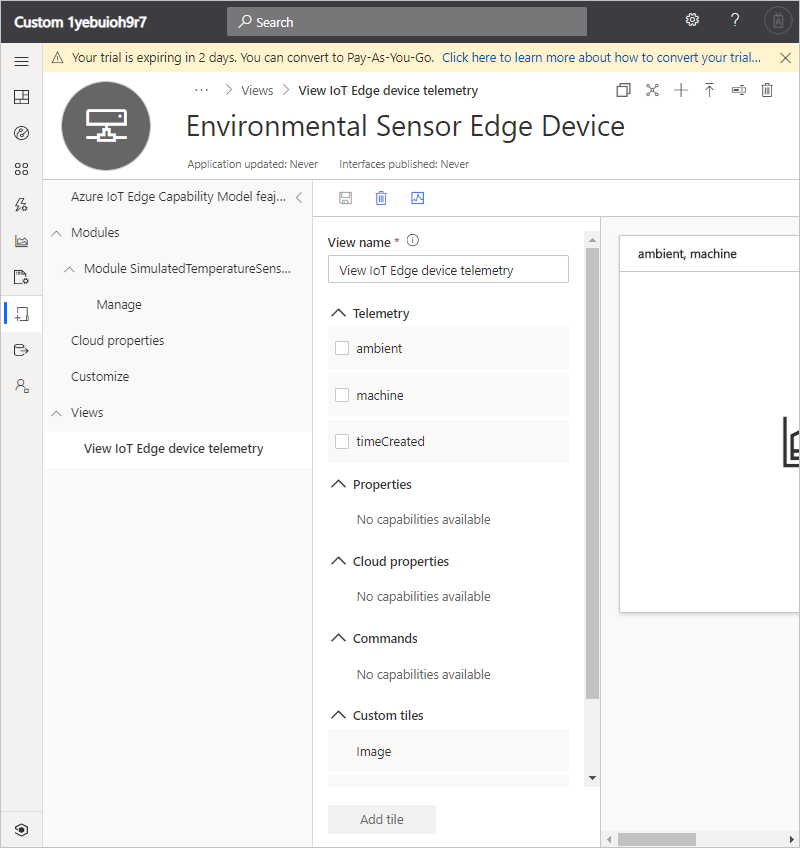 Custom 1yebuioh9r7
Search
?
Your trial is expiring in 2 days. You can convert to Pay-As-You-Go. Click here to learn more about how to convert your trial...
... > Views > View IoT Edge device telemetry
Environmental Sensor Edge Device
Application updated: Never Interfaces published: Never
Azure IoT Edge Capability Model feaj...
Modules
Module SimulatedTemperatureSens...
Manage
Cloud properties
Customize
Views
View IoT Edge device telemetry
View name *
View IoT Edge device telemetry
Telemetry
ambient
machine
timeCreated
Properties
No capabilities available
Cloud properties
No capabilities available
Commands
No capabilities available
Custom tiles
Image
Add tile
ambient, machine